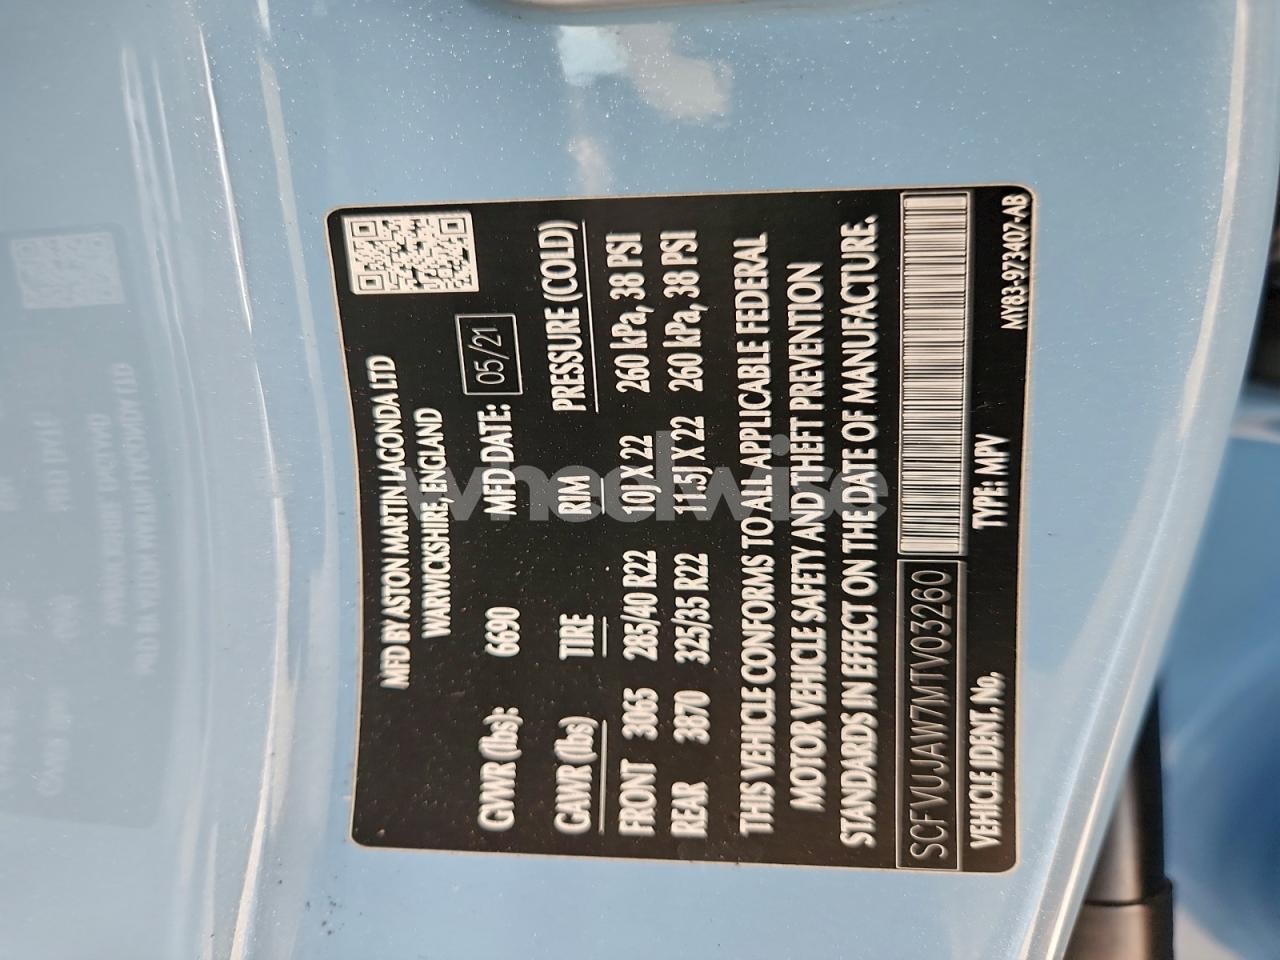 MFD BY ASTON MARTIN LAGONDA LTD
WARWICKSHIRE, ENGLAND
GVWR (lbs): 6690 MFD DATE: 05/21
GAWR (lbs) TIRE RIM PRESSURE (COLD)
FRONT 3065 285/40 R22 10J X 22 260 kPa, 38 PSI
REAR 3870 325/35 R22 11.5J X 22 260 kPa, 38 PSI
THIS VEHICLE CONFORMS TO ALL APPLICABLE FEDERAL
MOTOR VEHICLE SAFETY AND THEFT PREVENTION
STANDARDS IN EFFECT ON THE DATE OF MANUFACTURE.
SCFVUJAW7MTV03260
VEHICLE IDENT. No. TYPE: MPV MY83-973407-AB
wheelwise